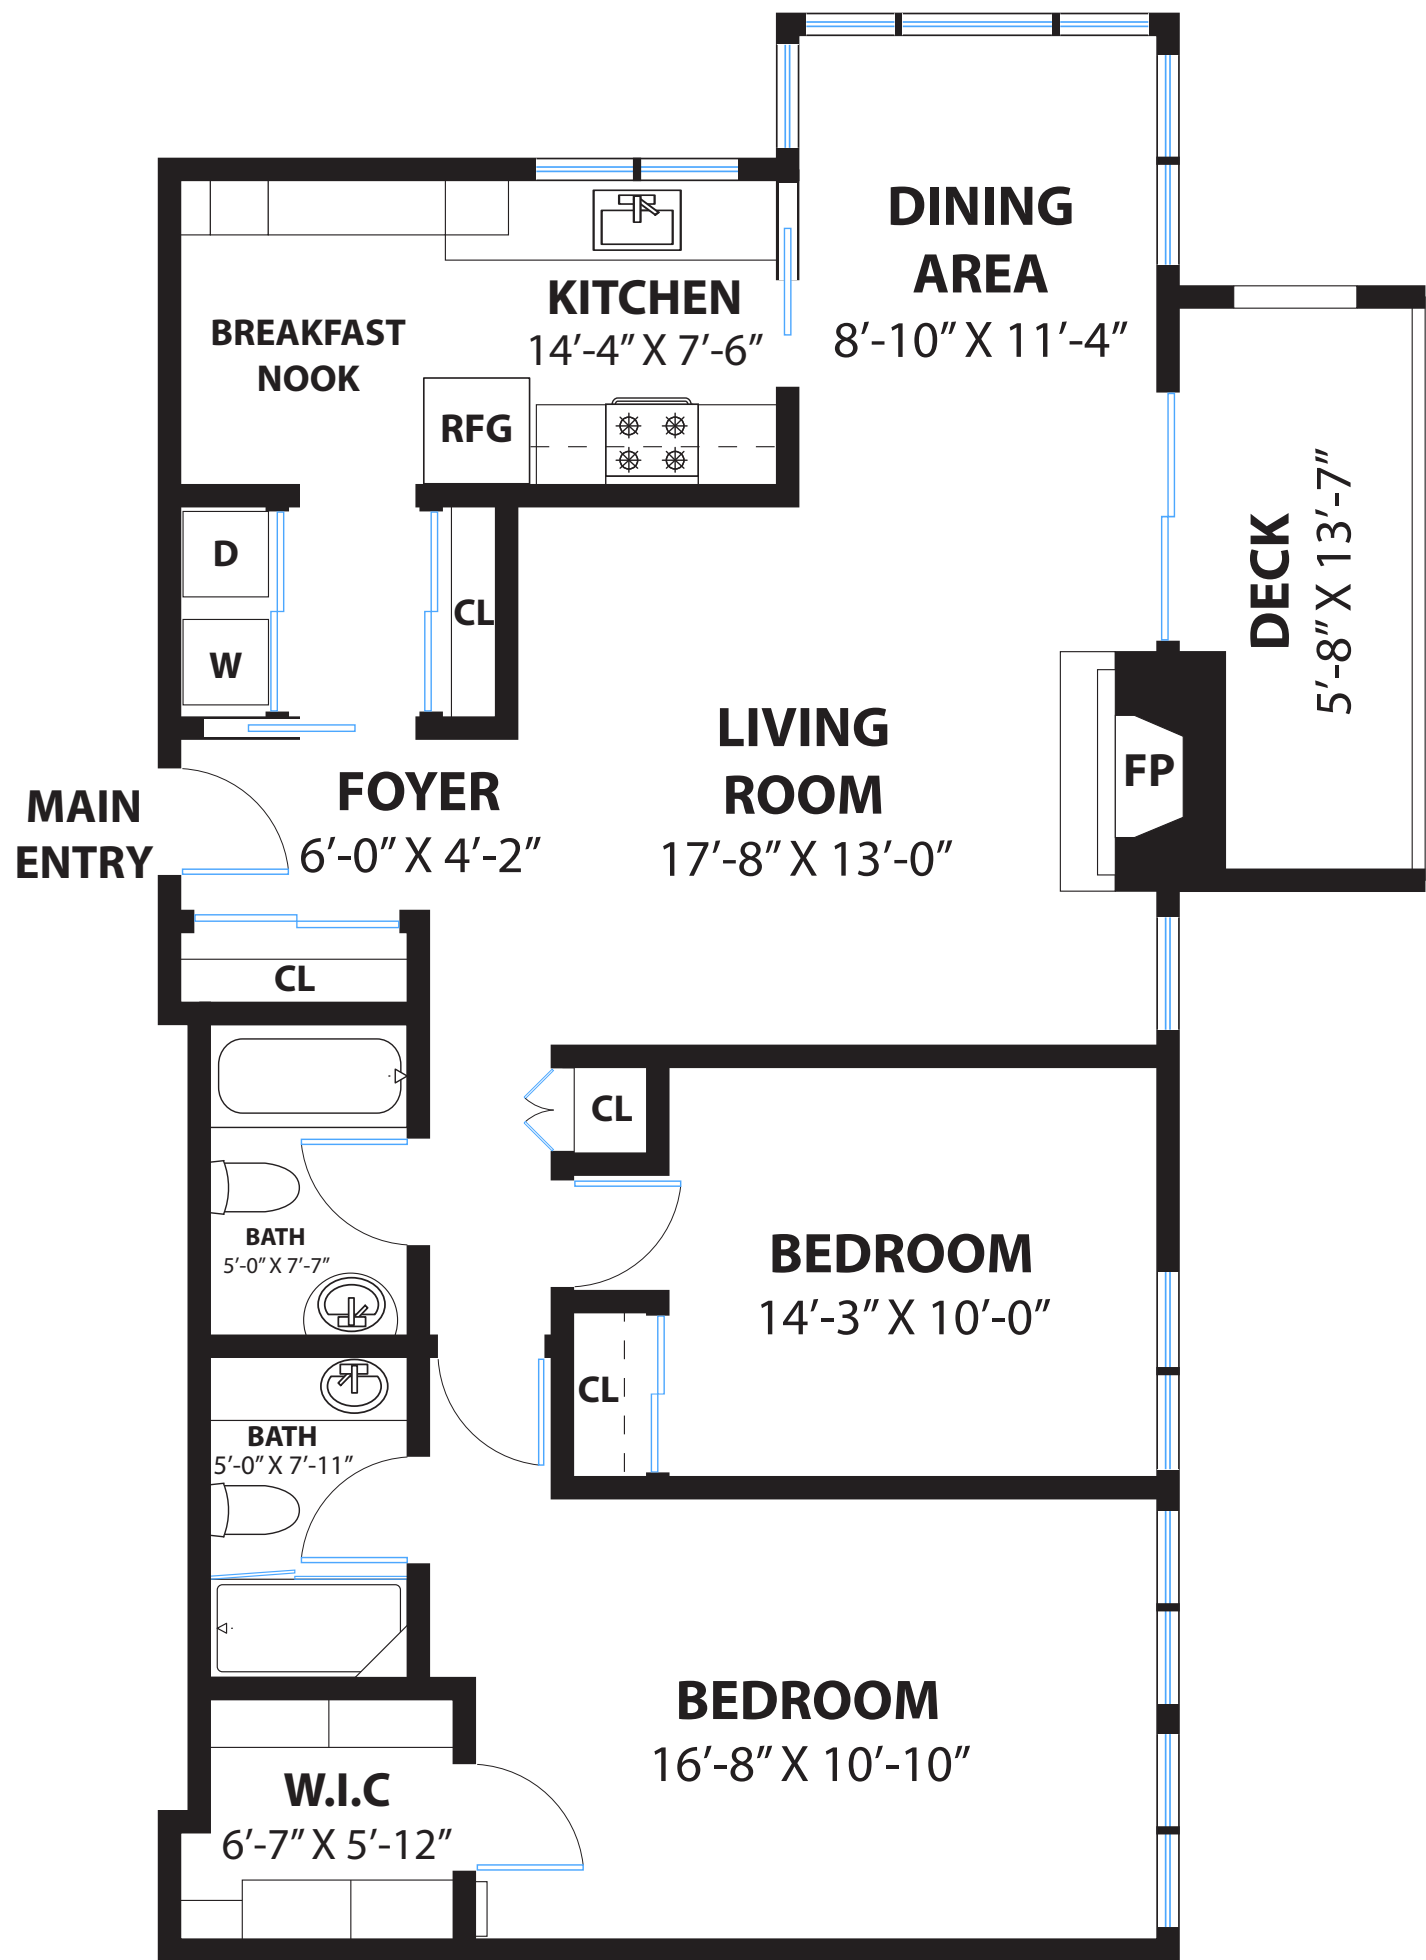 DINING
AREA
8′-10″ X 11′-4″
KITCHEN
14′-4″ X 7′-6″
BREAKFAST
NOOK
RFG
D
W
CL
DECK
5′-8″ X 13′-7″
LIVING
ROOM
17′-8″ X 13′-0″
FP
MAIN
ENTRY
FOYER
6′-0″ X 4′-2″
CL
CL
BATH
5′-0″ X 7′-7″
BEDROOM
14′-3″ X 10′-0″
CL
BATH
5′-0″ X 7′-11″
BEDROOM
16′-8″ X 10′-10″
W.I.C
6′-7″ X 5′-12″